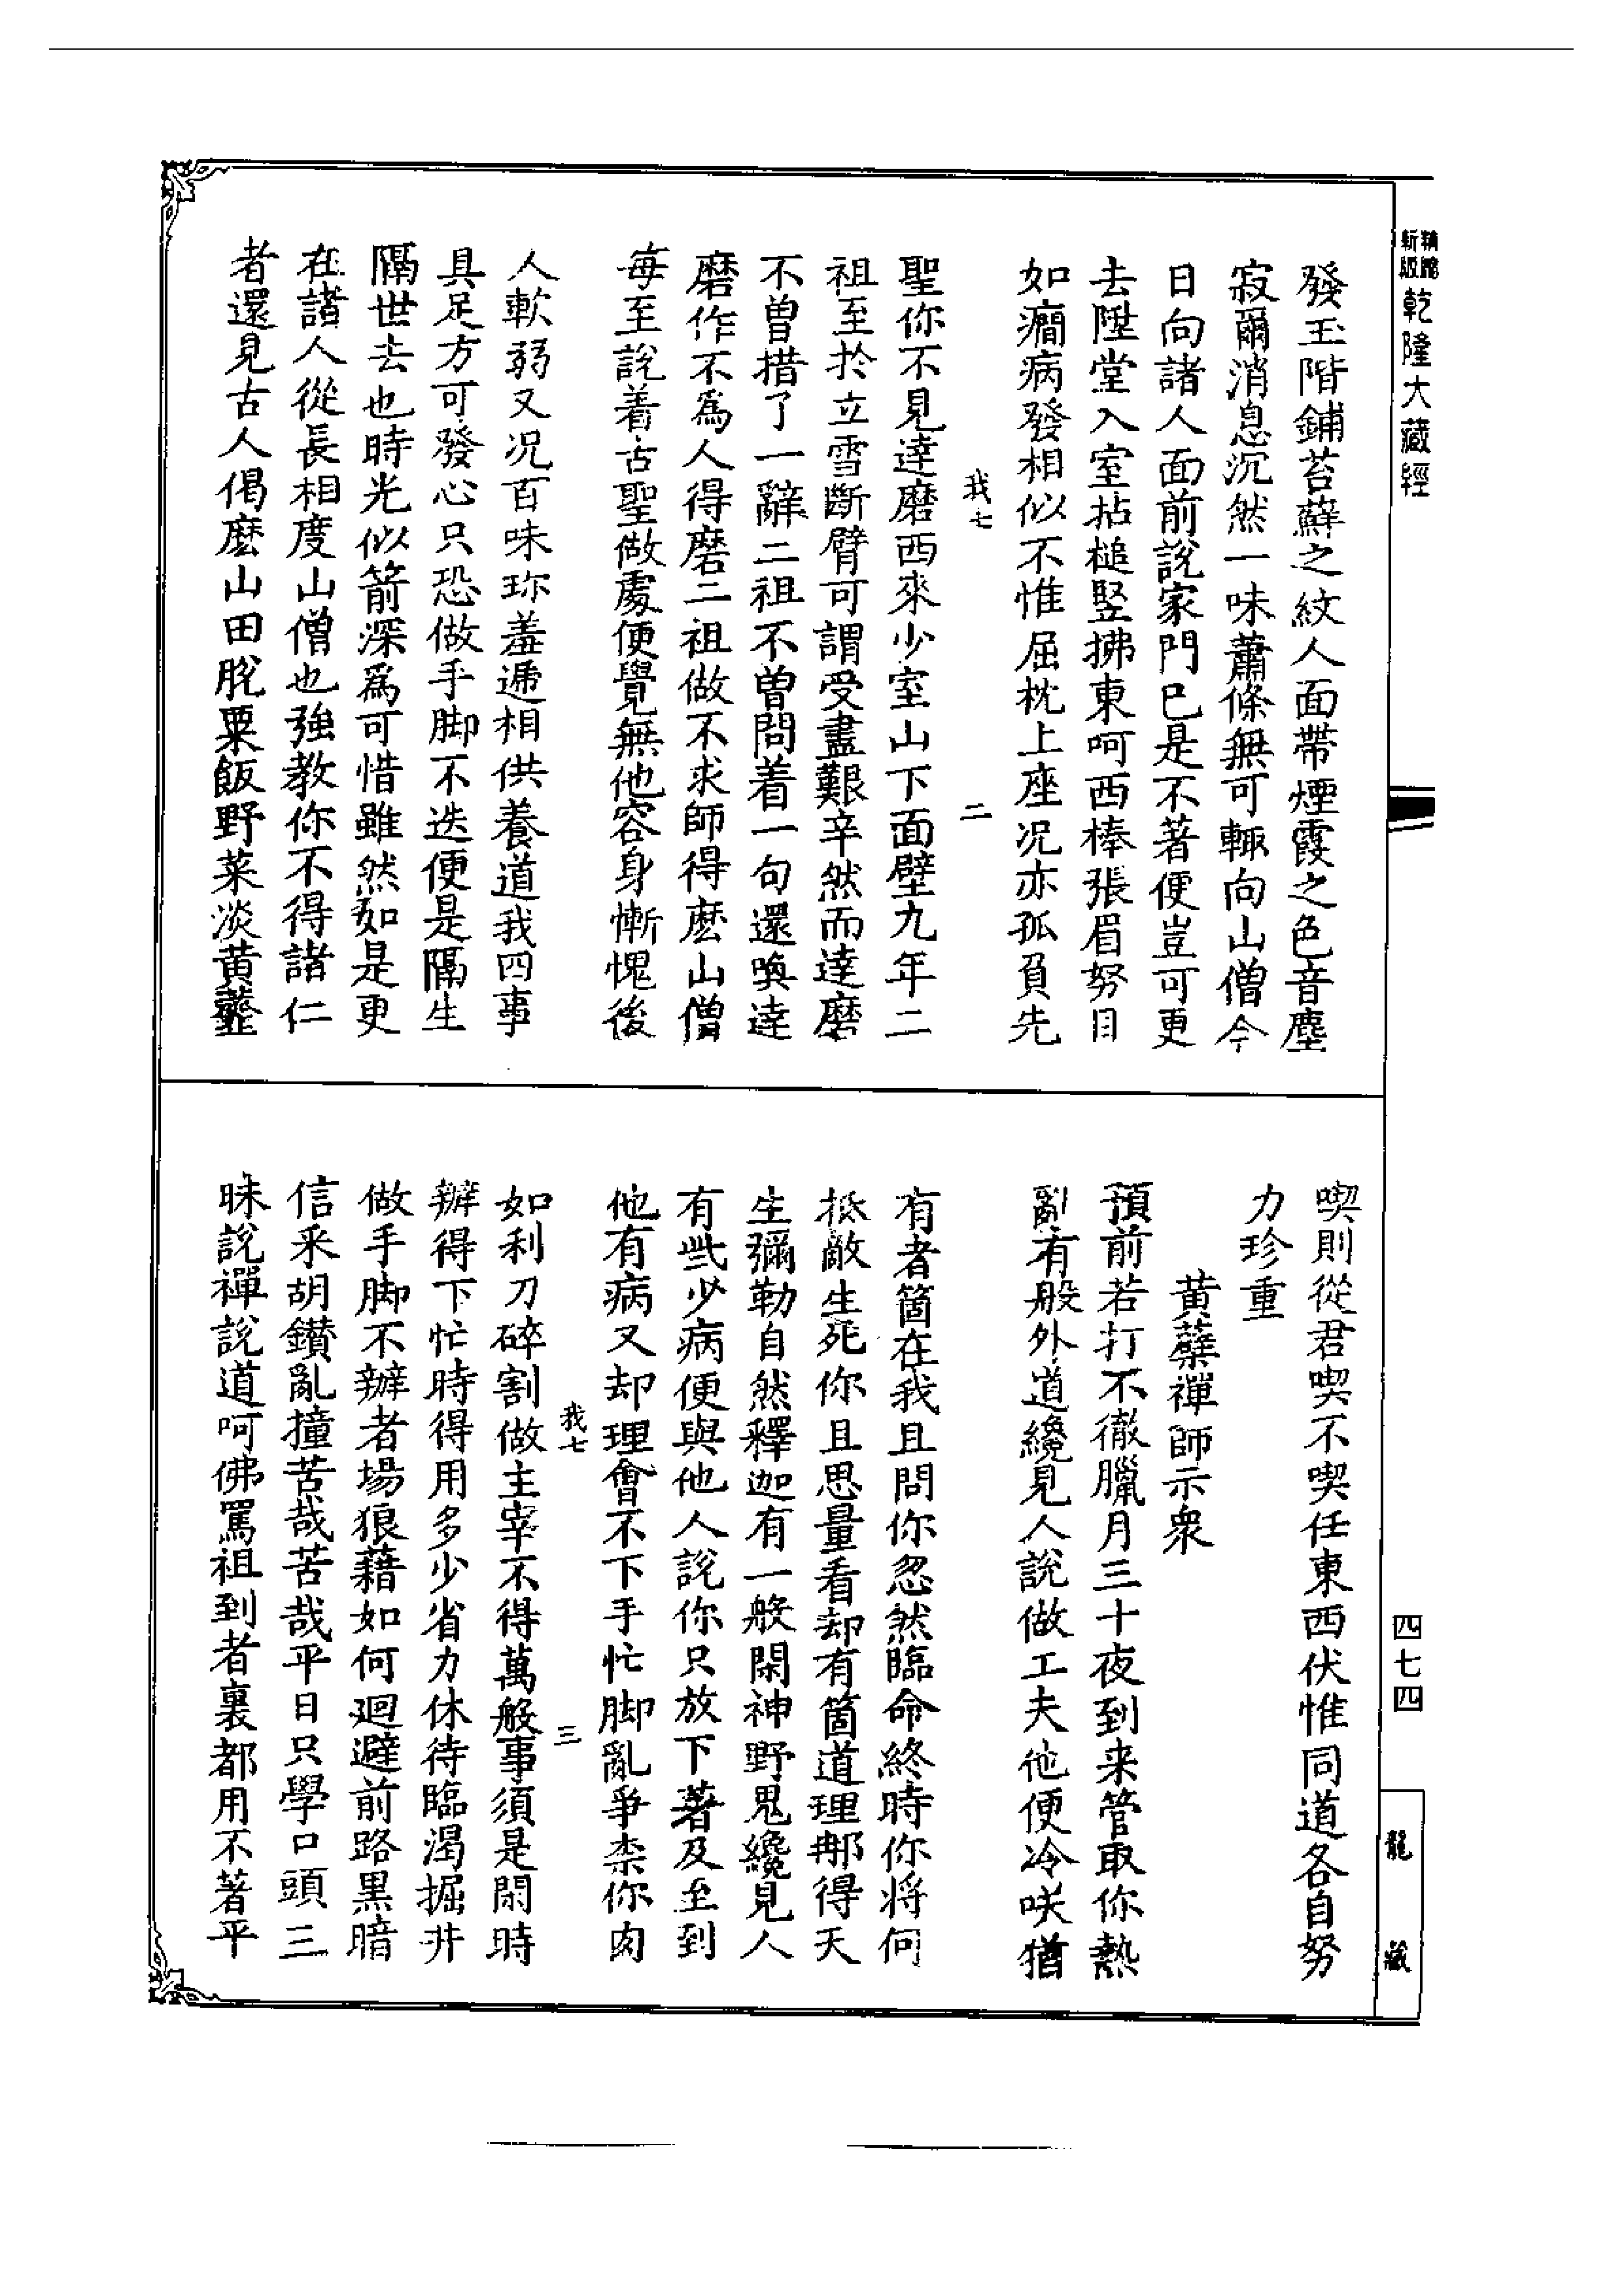 精縮新版
乾隆大藏經
發玉階鋪苔蘚之紋人面帶煙霞之色音塵
寂爾消息沉然一味蕭條無可輙向山僧今
日向諸人面前說家門巳是不著便豈可更
去陞堂入室拈槌竪拂東呵西棒張眉努目
如癇病發相似不惟屈枕上座况亦孤負先
我七
二
聖你不見達磨西來少室山下面壁九年二
祖至於立雪斷臂可謂受盡艱辛然而達磨
不曽措了一辭二祖不曽問着一句還喚達
磨作不爲人得磨二祖做不求師得麽山僧
每至說着古聖做處便覺無他容身慚愧後
人軟弱又况百味珎羞遞相供養道我四事
具足方可發心只恐做手脚不迭便是隔生
隔世去也時光似箭深爲可惜雖然如是更
在諸人從長相度山僧也強教你不得諸仁
者還見古人偈麽山田脫粟飯野菜淡黄虀
喫則從君喫不喫任東西伏惟同道各自努
力珍重
黄蘗禪師示衆
預前若打不徹臘月三十夜到来管取你熱
亂有般外道纔見人說做工夫他便冷咲猶
有者箇在我且問你忽然臨命終時你將何
抵敵生死你且思量看却有箇道理那得天
生彌勒自然釋迦有一般閑神野鬼纔見人
有些少病便與他人說你只放下著及至到
他有病又却理會不下手忙脚亂爭柰你肉
我七
三
如利刀碎割做主宰不得萬般事須是閑時
辦得下忙時得用多少省力休待臨渴掘井
做手脚不辦者場狼藉如何廻避前路黒暗
信采胡鑚亂撞苦哉苦哉平日只學口頭三
昧說禪說道呵佛罵祖到者裏都用不著平
四七四
龍藏